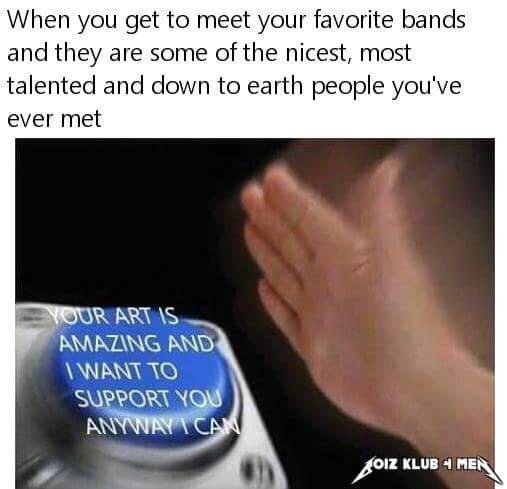 When you get to meet your favorite bands
and they are some of the nicest, most
talented and down to earth people you've
ever met
YOUR ART IS
AMAZING AND
I WANT TO
SUPPORT YOU
ANYWAY I CAN
BOIZ KLUB 4 MEN